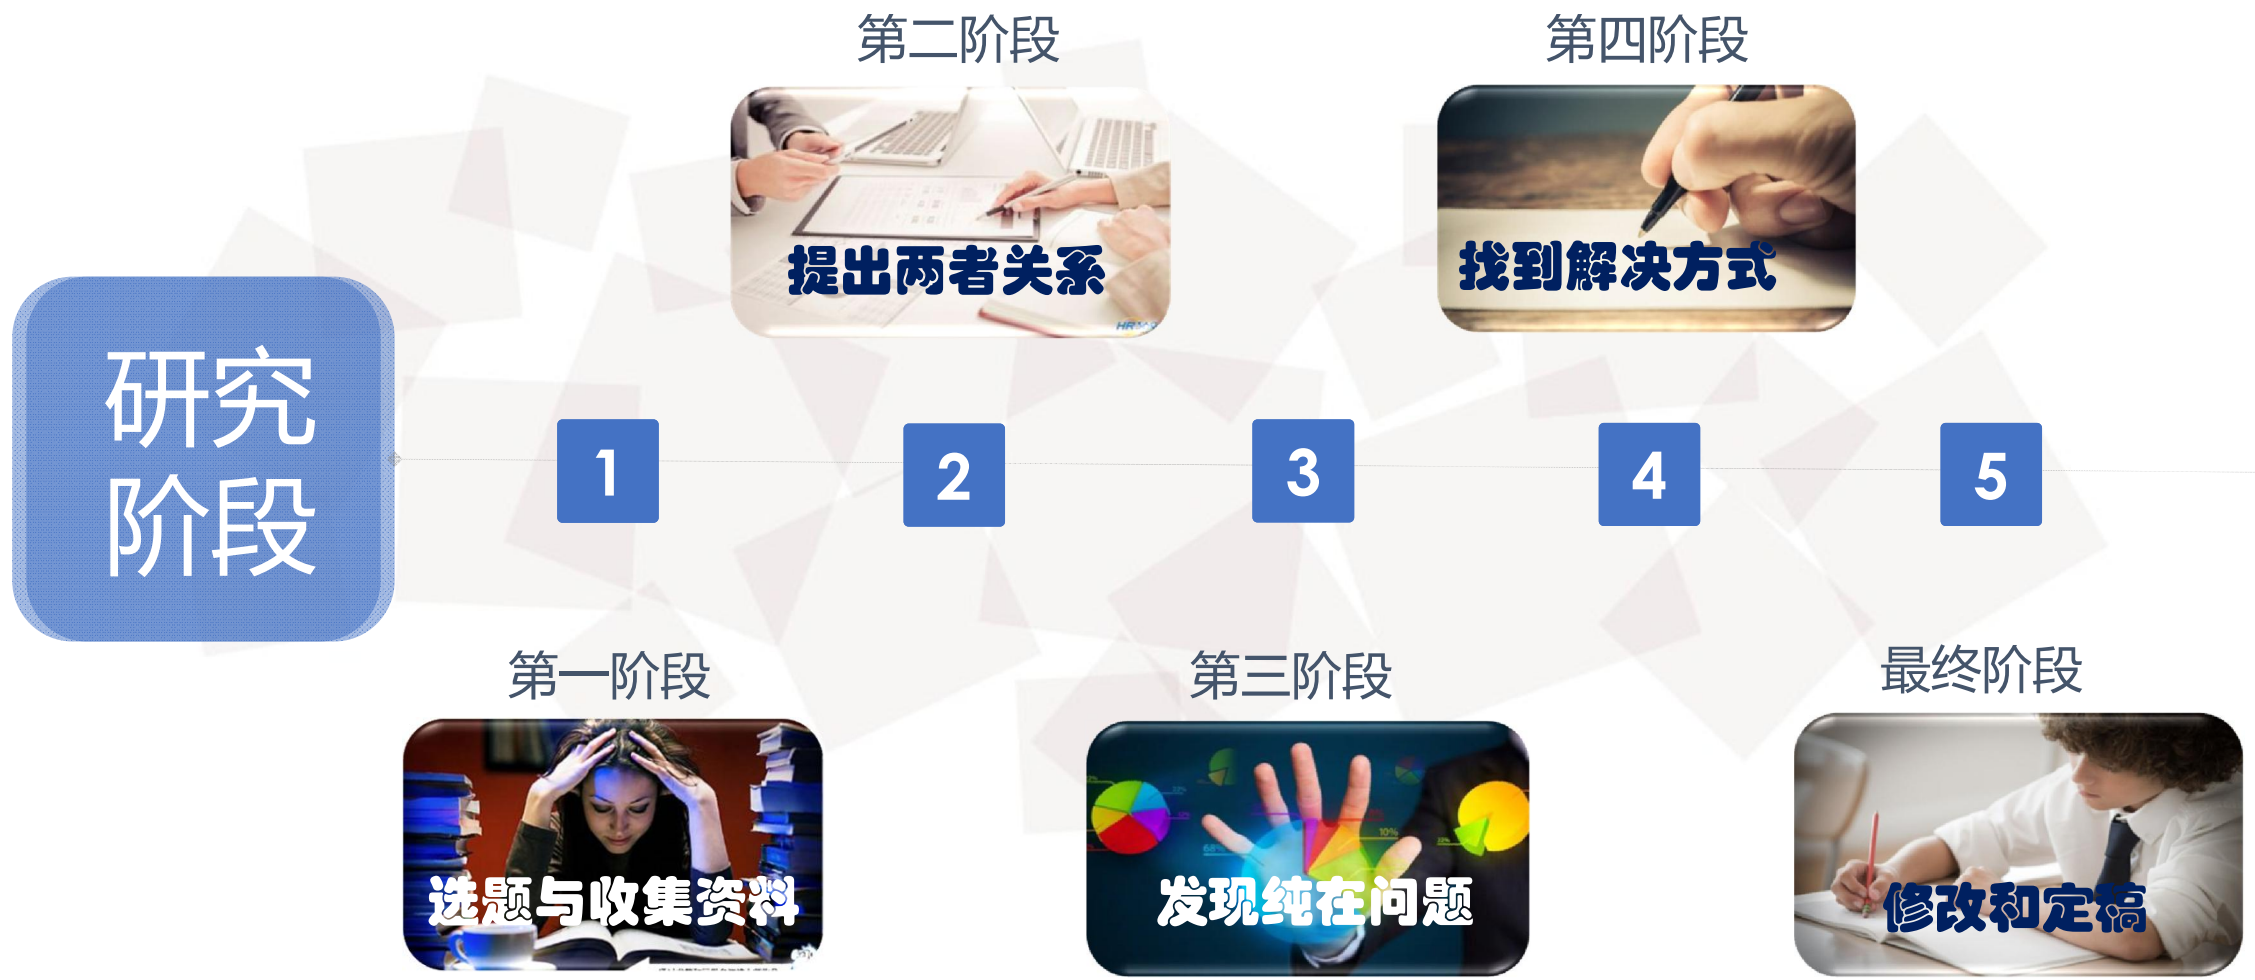 第二阶段
第四阶段
提出两者关系
找到解决方式
研究
阶段
1
2
3
4
5
第一阶段
第三阶段
最终阶段
选题与收集资料
发现纯在问题
修改和定稿
68%
10%